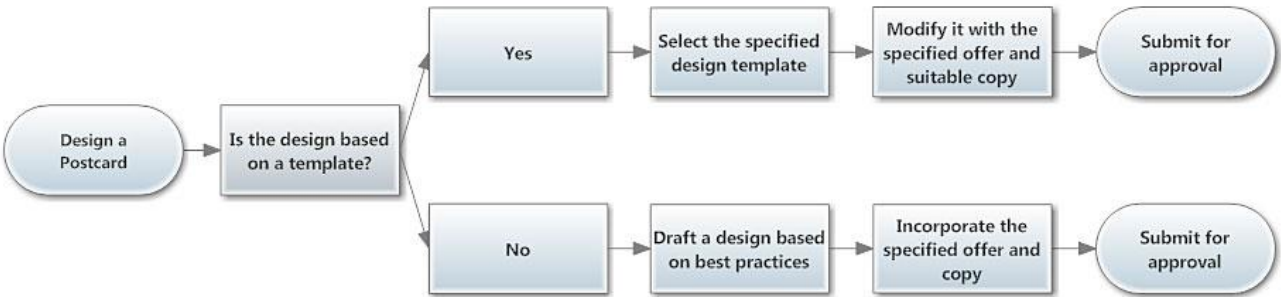 Design a
Postcard
Is the design based
on a template?
Yes
Select the specified
design template
Modify it with the
specified offer and
suitable copy
Submit for
approval
No
Draft a design based
on best practices
Incorporate the
specified offer and
copy
Submit for
approval